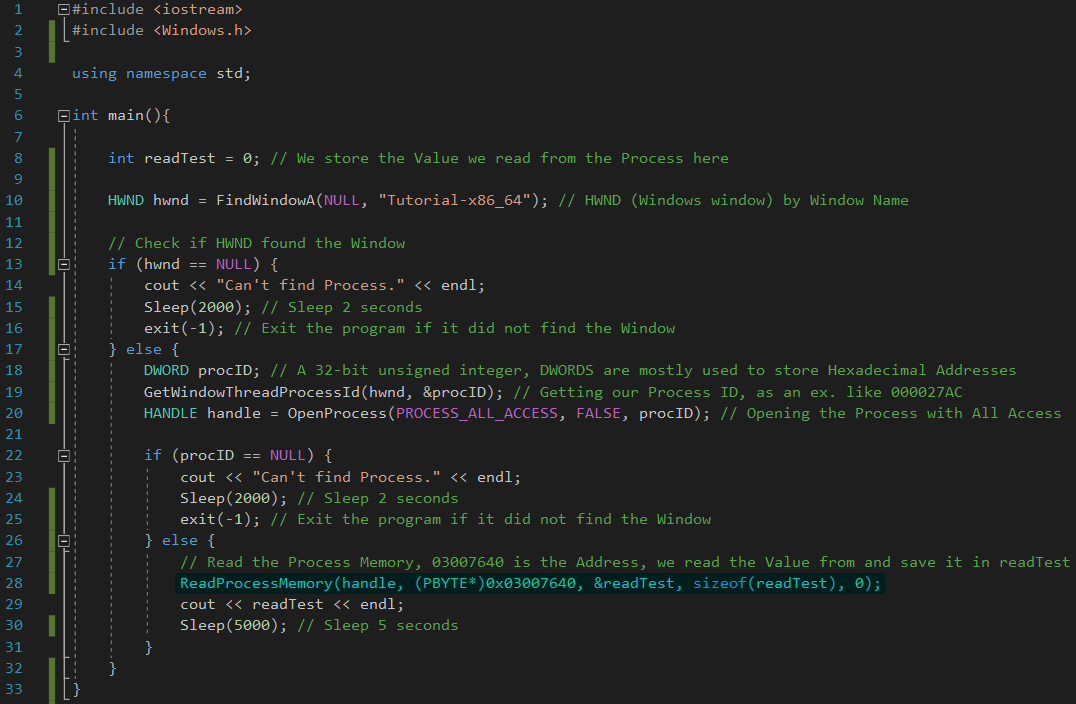 1 #include <iostream>
2 #include <Windows.h>
3
4 using namespace std;
5
6 int main(){
7
8 int readTest = 0; // We store the Value we read from the Process here
9
10 HWND hwnd = FindWindowA(NULL, "Tutorial-x86_64"); // HWND (Windows window) by Window Name
11
12 // Check if HWND found the Window
13 if (hwnd == NULL) {
14 cout << "Can't find Process." << endl;
15 Sleep(2000); // Sleep 2 seconds
16 exit(-1); // Exit the program if it did not find the Window
17 } else {
18 DWORD procID; // A 32-bit unsigned integer, DWORDS are mostly used to store Hexadecimal Addresses
19 GetWindowThreadProcessId(hwnd, &procID); // Getting our Process ID, as an ex. like 000027AC
20 HANDLE handle = OpenProcess(PROCESS_ALL_ACCESS, FALSE, procID); // Opening the Process with All Access
21
22 if (procID == NULL) {
23 cout << "Can't find Process." << endl;
24 Sleep(2000); // Sleep 2 seconds
25 exit(-1); // Exit the program if it did not find the Window
26 } else {
27 // Read the Process Memory, 03007640 is the Address, we read the Value from and save it in readTest
28 ReadProcessMemory(handle, (PBYTE*)0x03007640, &readTest, sizeof(readTest), 0);
29 cout << readTest << endl;
30 Sleep(5000); // Sleep 5 seconds
31 }
32 }
33 }